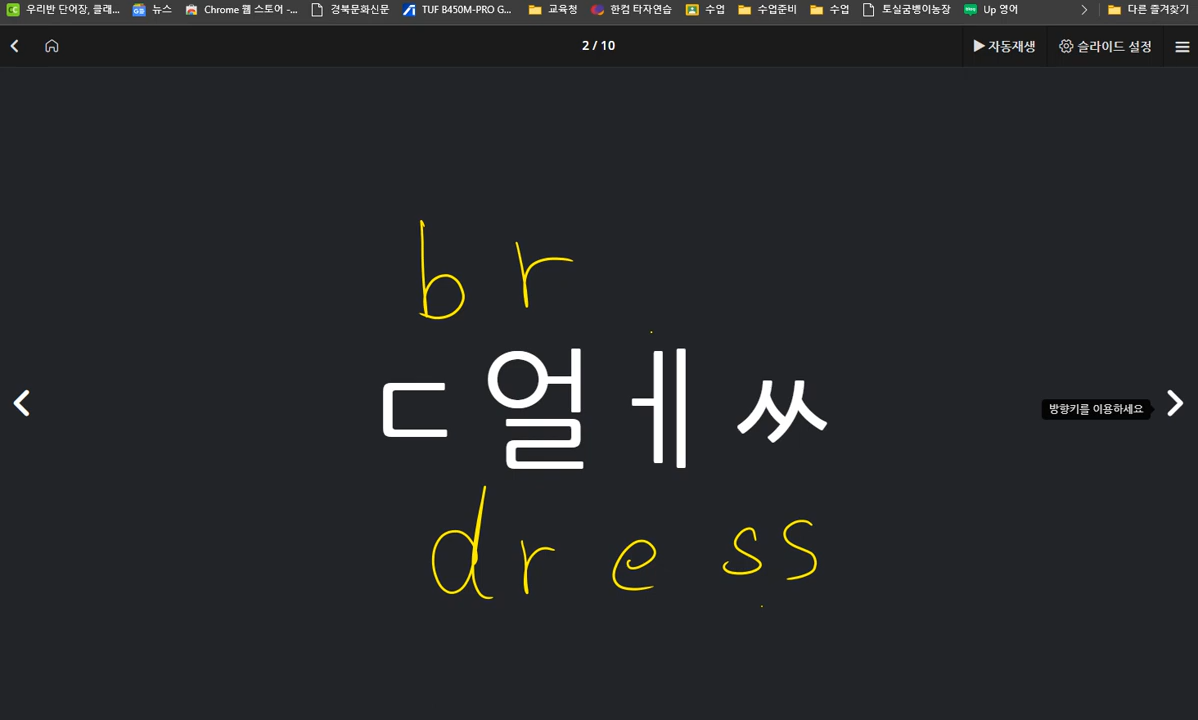 우리반 단어장, 클래... 뉴스 Chrome 웹 스토어 -... 경북문화신문 TUF B450M-PRO G... 교육청 한컴 타자연습 수업 수업준비 수업 토실굼벵이농장 Up 영어 다른 즐겨찾기
2 / 10 ▶자동재생 슬라이드 설정
b r
ㄷ얼ㅔㅆ
방향키를 이용하세요
d r e s s